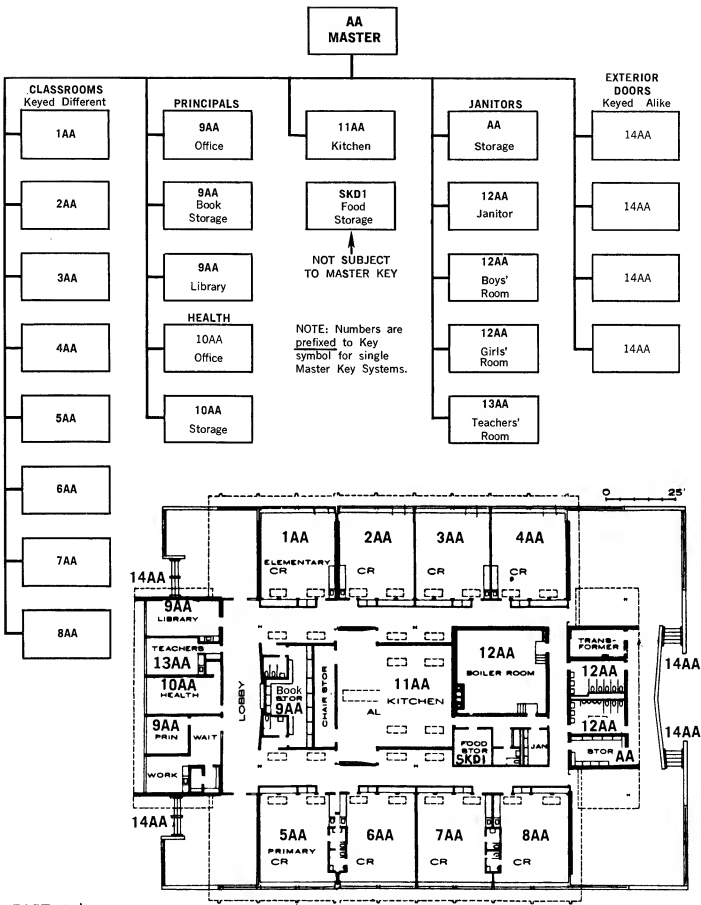 AA
MASTER
CLASSROOMS
Keyed Different
1AA
2AA
3AA
4AA
5AA
6AA
7AA
8AA
PRINCIPALS
9AA
Office
9AA
Book
Storage
9AA
Library
HEALTH
10AA
Office
10AA
Storage
11AA
Kitchen
SKD1
Food
Storage
NOT SUBJECT
TO MASTER KEY
NOTE: Numbers are
prefixed to Key
symbol for single
Master Key Systems.
JANITORS
AA
Storage
12AA
Janitor
12AA
Boys'
Room
12AA
Girls'
Room
13AA
Teachers'
Room
EXTERIOR
DOORS
Keyed Alike
14AA
14AA
14AA
14AA
0 25'
1AA
ELEMENTARY
CR
2AA
CR
3AA
CR
4AA
CR
14AA
9AA
LIBRARY
TEACHERS
13AA
10AA
HEALTH
9AA
PRIN
WAIT
WORK
14AA
LOBBY
Book
STOR
9AA
CHAIR STOR
AL
11AA
KITCHEN
12AA
BOILER ROOM
FOOD
STOR
SKD1
JAN
TRANS-
FORMER
12AA
12AA
STOR
AA
14AA
14AA
5AA
PRIMARY
CR
6AA
CR
7AA
CR
8AA
CR